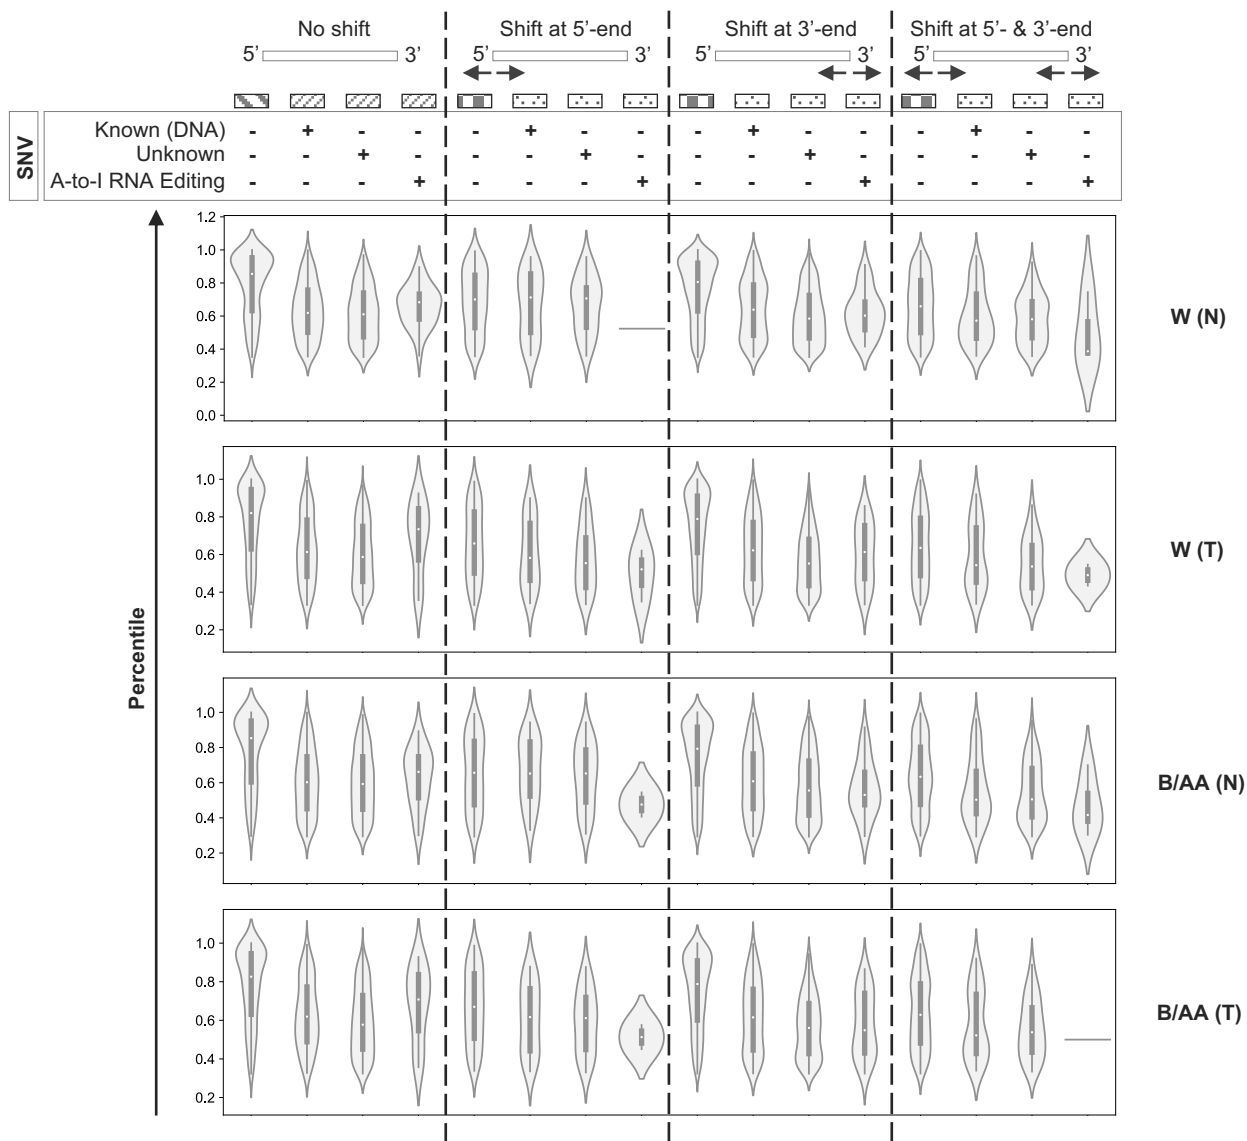 No shift
Shift at 5’-end
Shift at 3’-end
Shift at 5’- & 3’-end
5’ 3’ 5’ 3’ 5’ 3’ 5’ 3’
SNV
Known (DNA) - + - - - + - - - + - - - + - -
Unknown - - + - - - + - - - + - - - + -
A-to-I RNA Editing - - - + - - - + - - - + - - - +
Percentile
1.2
1.0
0.8
0.6
0.4
0.2
0.0
W (N)
1.0
0.8
0.6
0.4
0.2
W (T)
1.0
0.8
0.6
0.4
0.2
B/AA (N)
1.0
0.8
0.6
0.4
0.2
B/AA (T)